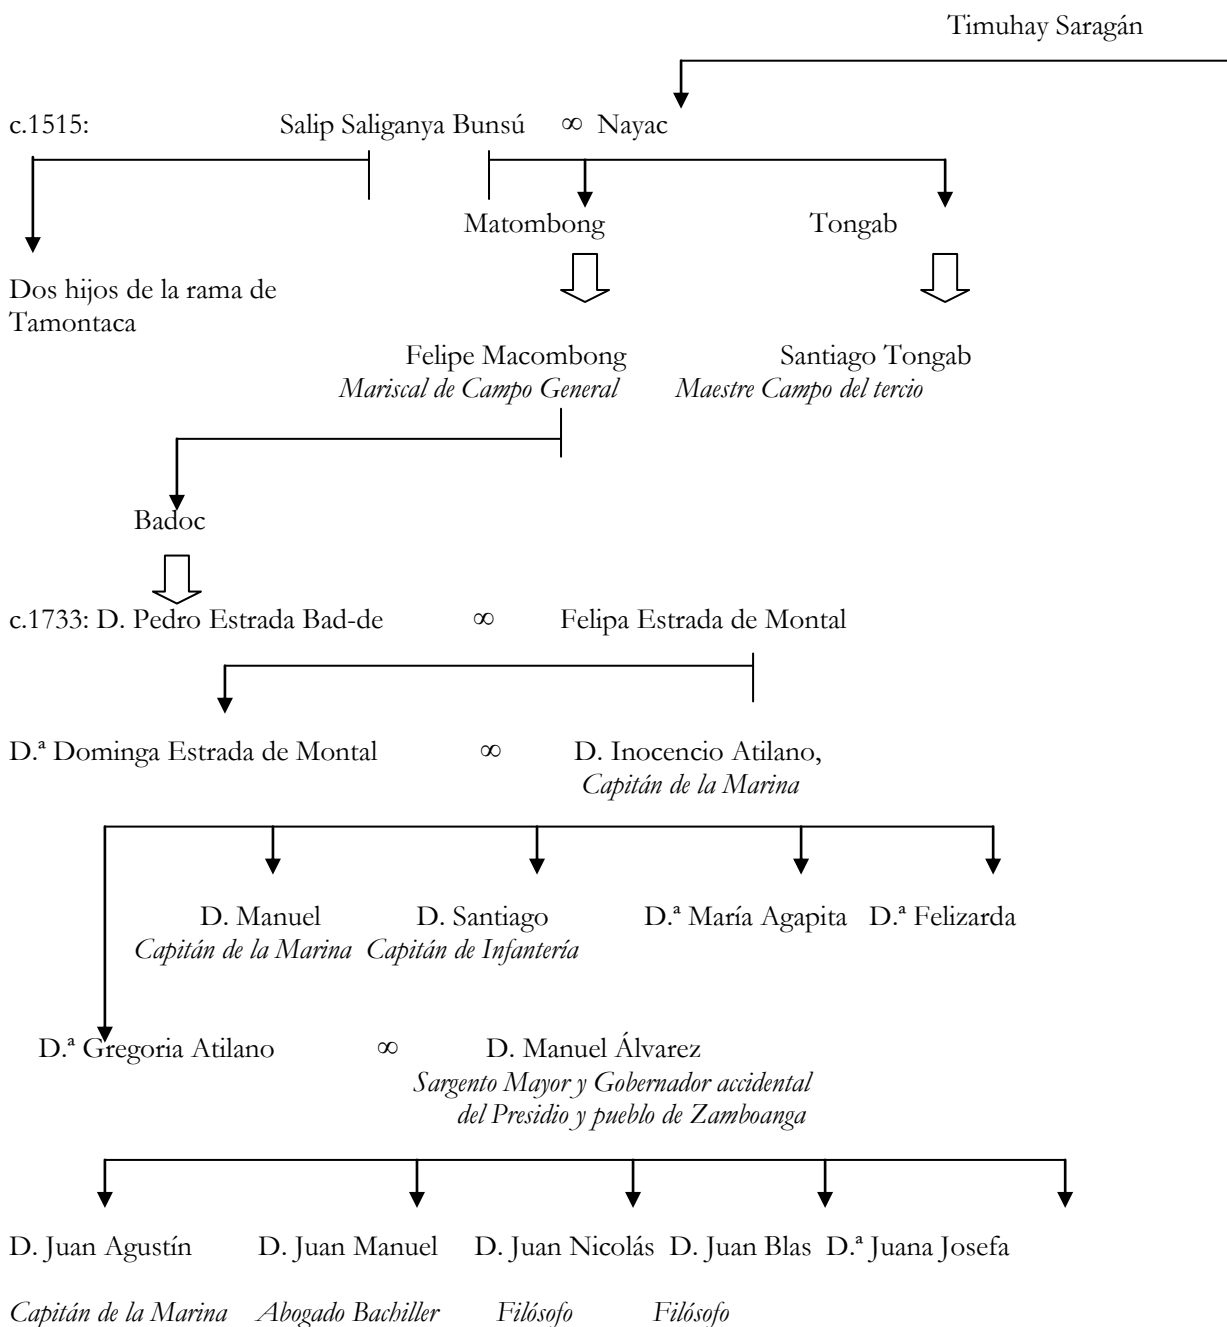 Timuhay Saragán
c.1515: Salip Saliganya Bunsú ∞ Nayac
Matombong Tongab
Dos hijos de la rama de
Tamontaca
Felipe Macombong Santiago Tongab
Mariscal de Campo General Maestre Campo del tercio
Badoc
c.1733: D. Pedro Estrada Bad-de ∞ Felipa Estrada de Montal
D.ª Dominga Estrada de Montal ∞ D. Inocencio Atilano,
Capitán de la Marina
D. Manuel D. Santiago D.ª María Agapita D.ª Felizarda
Capitán de la Marina Capitán de Infantería
D.ª Gregoria Atilano ∞ D. Manuel Álvarez
Sargento Mayor y Gobernador accidental
del Presidio y pueblo de Zamboanga
D. Juan Agustín D. Juan Manuel D. Juan Nicolás D. Juan Blas D.ª Juana Josefa
Capitán de la Marina Abogado Bachiller Filósofo Filósofo